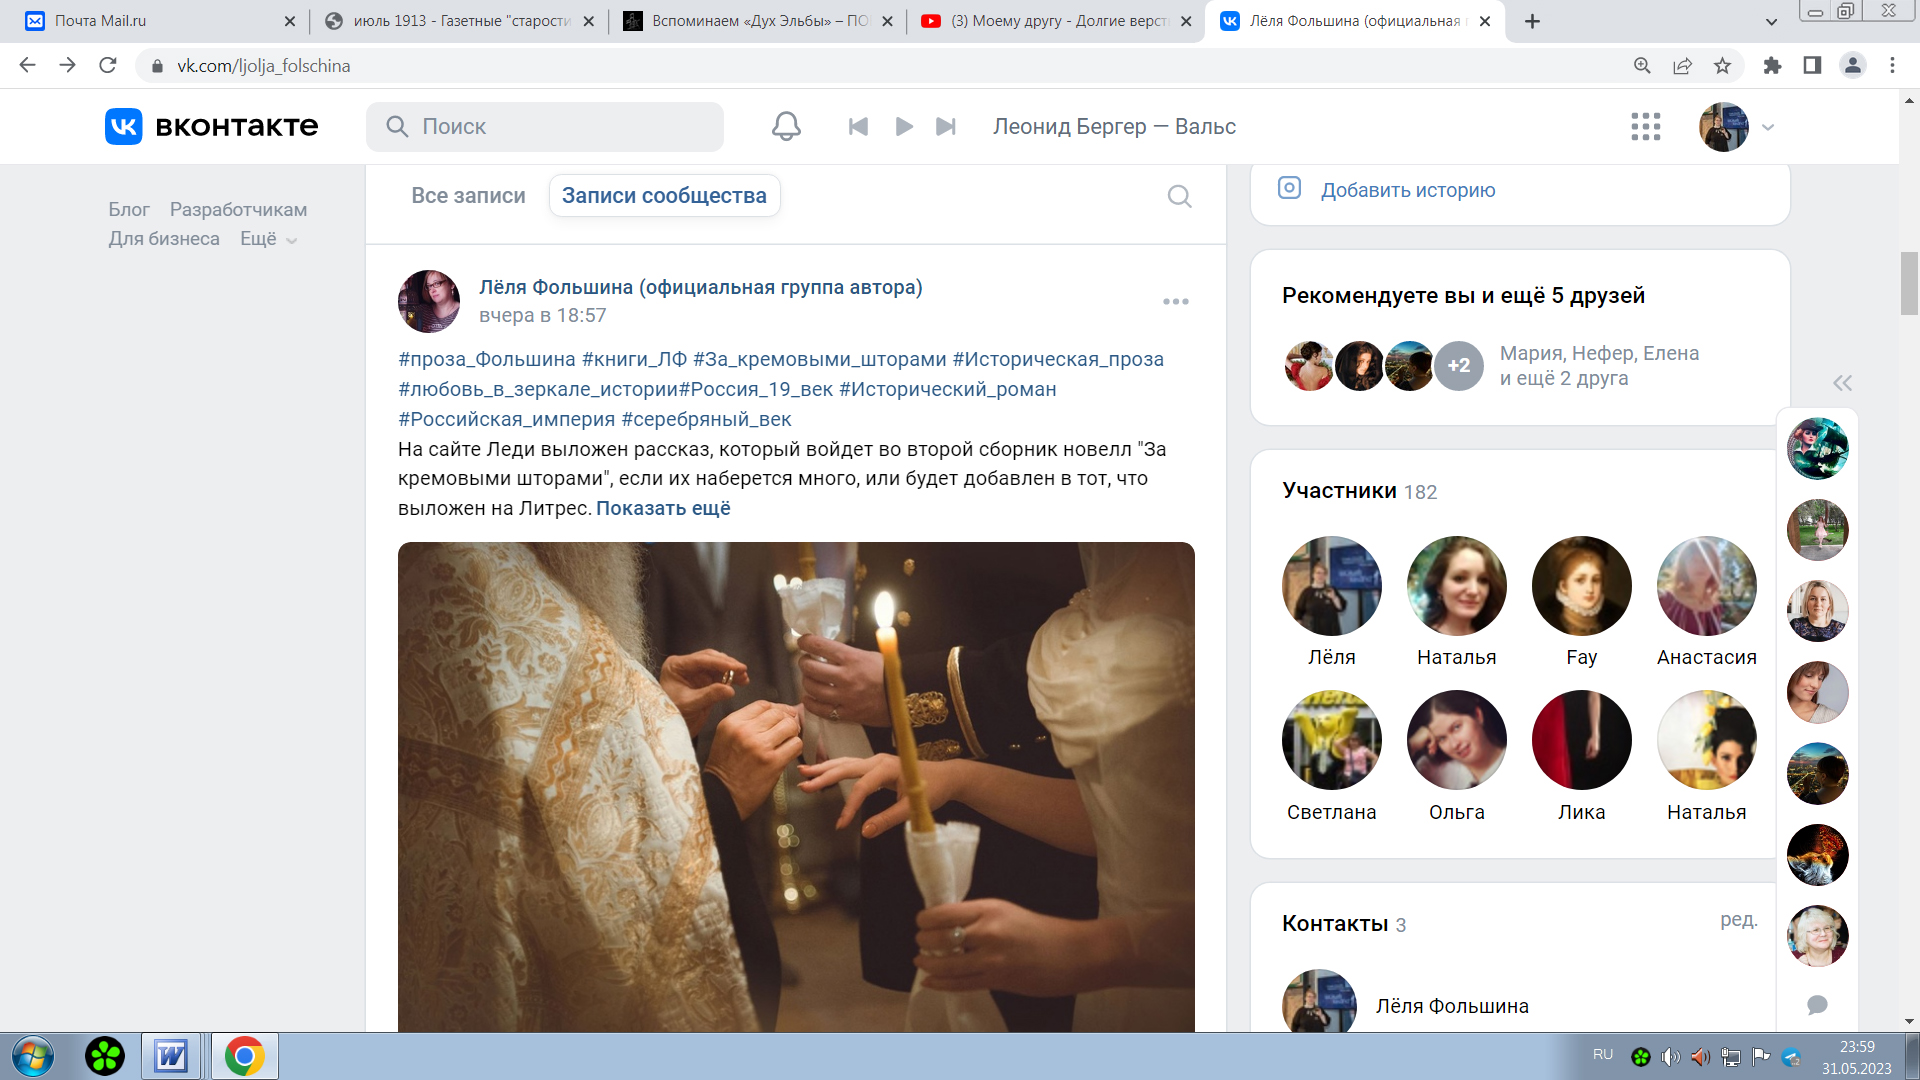 Почта Mail.ru
июль 1913 - Газетные "старости
Вспоминаем «Дух Эльбы» – ПО
(3) Моему другу - Долгие верст
Лёля Фольшина (официальная
vk.com/ljolja_folschina
вконтакте
Поиск
Леонид Бергер — Вальс
Блог Разработчикам
Для бизнеса Ещё
Все записи Записи сообщества
Лёля Фольшина (официальная группа автора)
вчера в 18:57
#проза_Фольшина #книги_ЛФ #За_кремовыми_шторами #Историческая_проза
#любовь_в_зеркале_истории#Россия_19_век #Исторический_роман
#Российская_империя #серебряный_век
На сайте Леди выложен рассказ, который войдет во второй сборник новелл "За
кремовыми шторами", если их наберется много, или будет добавлен в тот, что
выложен на Литрес. Показать ещё
Добавить историю
Рекомендуете вы и ещё 5 друзей
+2
Мария, Нефер, Елена
и ещё 2 друга
Участники 182
Лёля Наталья Fay Анастасия
Светлана Ольга Лика Наталья
Контакты 3
ред.
Лёля Фольшина
RU
23:59
31.05.2023